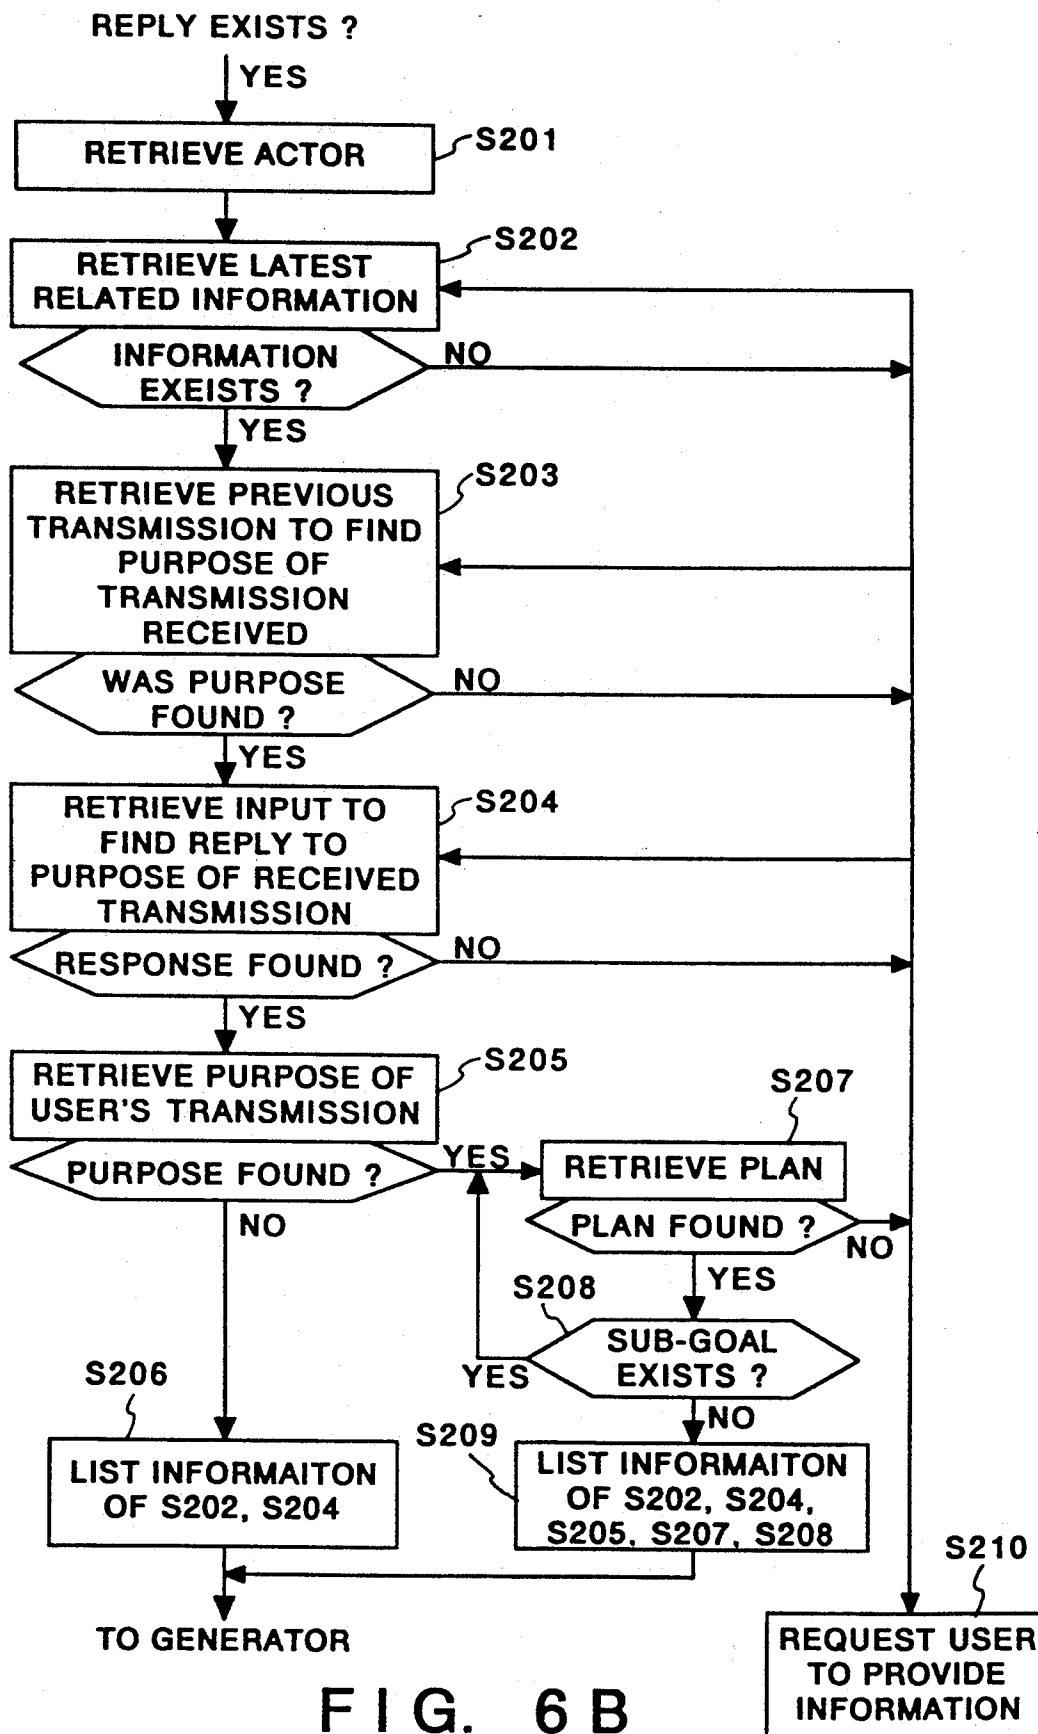 REPLY EXISTS ?
YES
RETRIEVE ACTOR
S201
S202
RETRIEVE LATEST
RELATED INFORMATION
INFORMATION
EXEISTS ?
NO
YES
S203
RETRIEVE PREVIOUS
TRANSMISSION TO FIND
PURPOSE OF
TRANSMISSION
RECEIVED
WAS PURPOSE
FOUND ?
NO
YES
S204
RETRIEVE INPUT TO
FIND REPLY TO
PURPOSE OF RECEIVED
TRANSMISSION
RESPONSE FOUND ?
NO
YES
S205
RETRIEVE PURPOSE OF
USER'S TRANSMISSION
PURPOSE FOUND ?
YES
NO
S207
RETRIEVE PLAN
PLAN FOUND ?
NO
YES
S208
SUB-GOAL
EXISTS ?
YES
NO
S206
LIST INFORMAITON
OF S202, S204
S209
LIST INFORMAITON
OF S202, S204,
S205, S207, S208
TO GENERATOR
S210
REQUEST USER
TO PROVIDE
INFORMATION
FIG. 6B